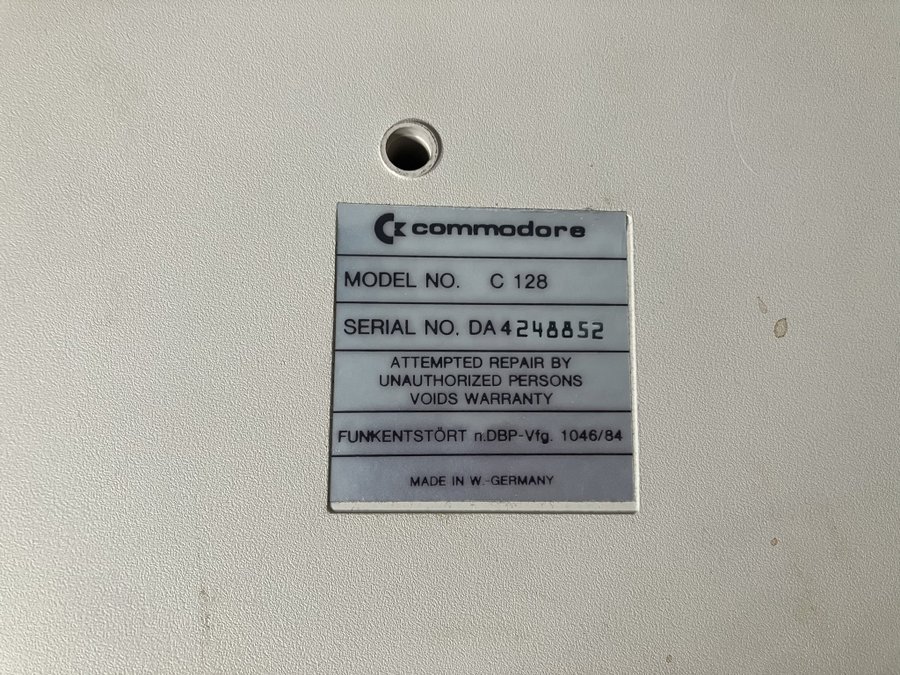 commodore
MODEL NO. C 128
SERIAL NO. DA4248852
ATTEMPTED REPAIR BY
UNAUTHORIZED PERSONS
VOIDS WARRANTY
FUNKENTSTÖRT n.DBP-Vfg. 1046/84
MADE IN W.-GERMANY